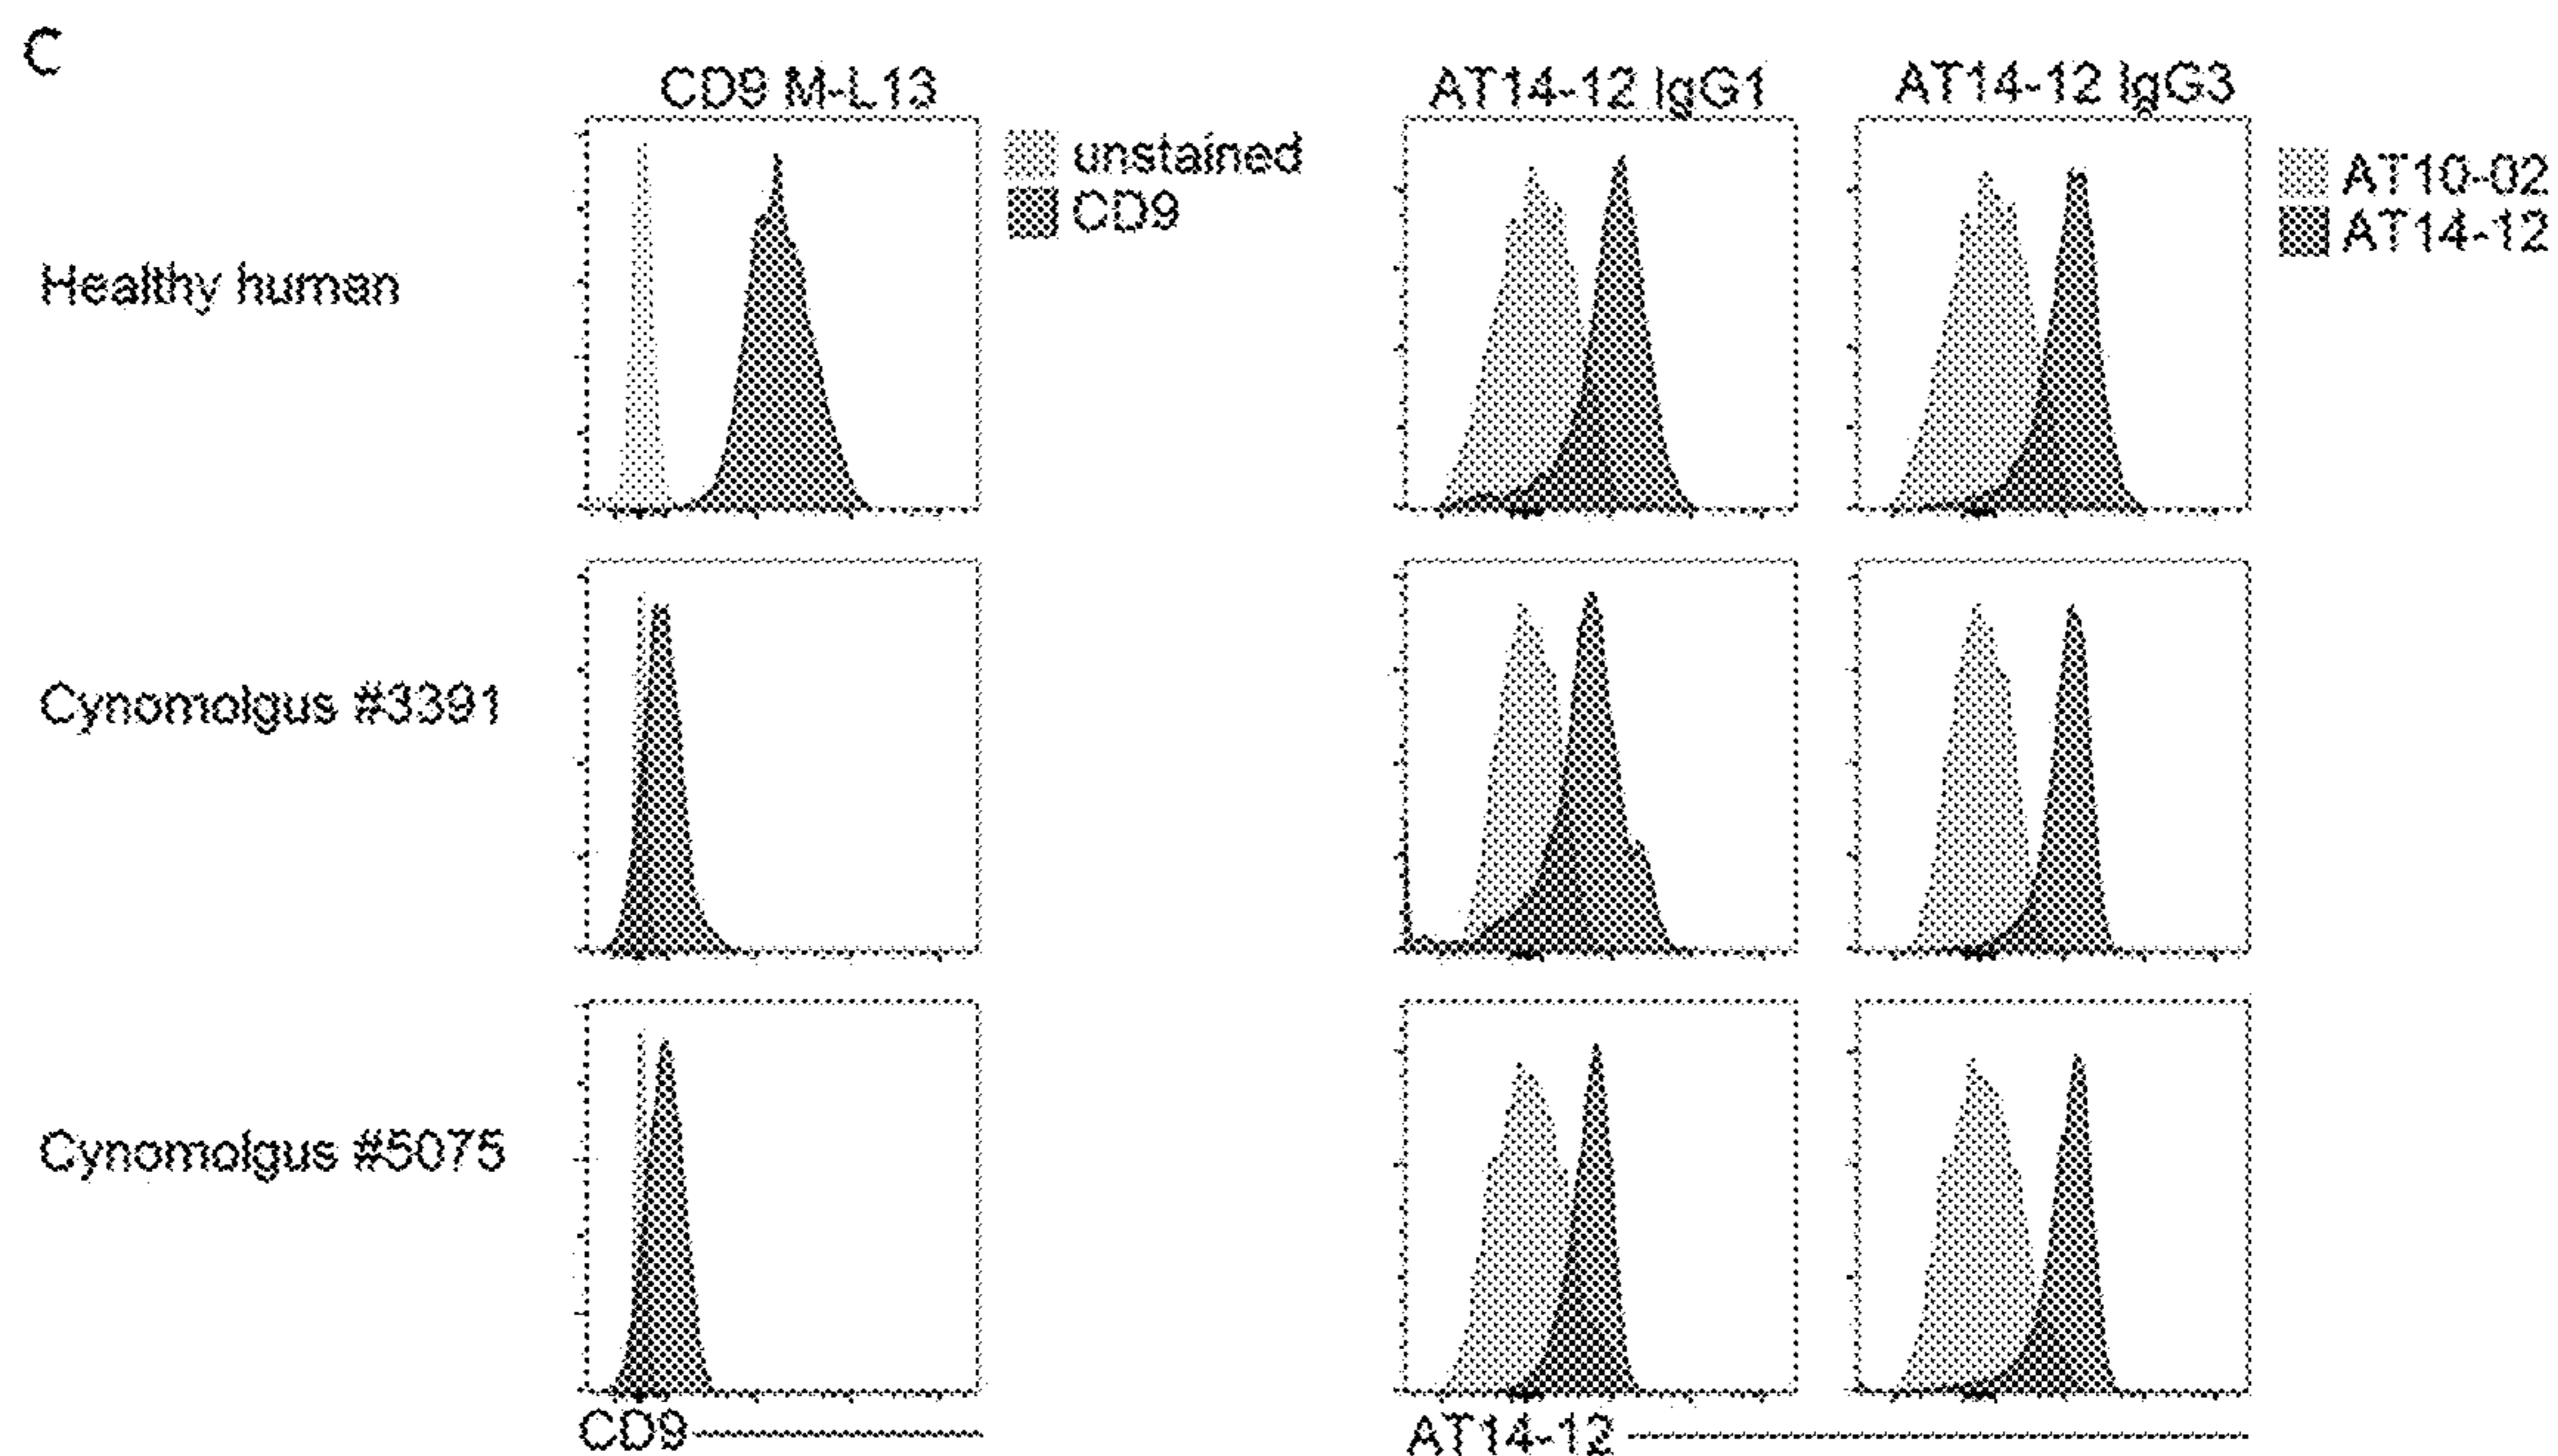 C
CD9 M-L13
AT14-12 IgG1
AT14-12 IgG3
unstained
CD9
AT10-02
AT14-12
Healthy human
Cynomolgus #3391
Cynomolgus #5075
CD9
AT14-12